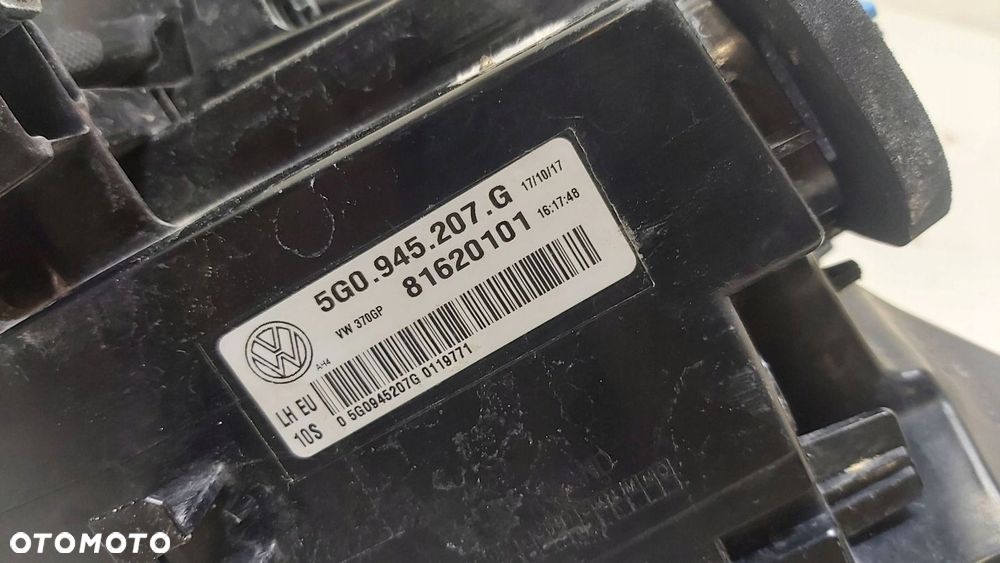 5G0.945.207.G 17/10/17
81620101 16:17:48
VW 370GP
AH4
LH EU
10S
0 5G0945207G 0119771
OTOMOTO